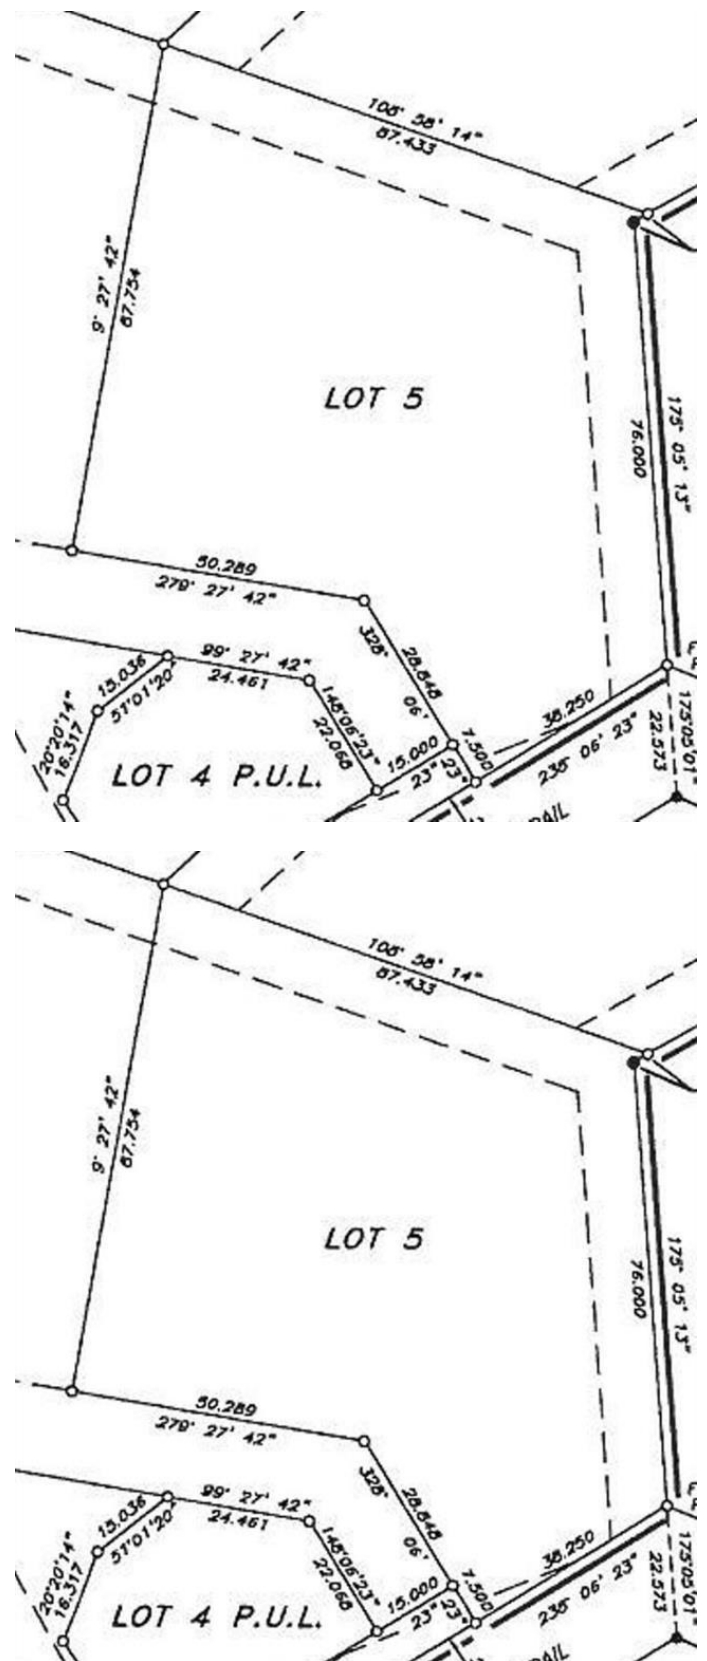 108° 58' 14"
87.433
9° 27' 42"
87.754
LOT 5
175° 05' 13"
76.000
50.289
279° 27' 42"
328° 06' 23"
28.848
99° 27' 42"
24.461
15.036
51°01'20"
20°20'14"
16.317
148°06'23"
22.068
LOT 4 P.U.L.
15.000
23"
7.500
38.250
238° 06' 23"
175°05'01"
22.573
108° 58' 14"
87.433
9° 27' 42"
87.754
LOT 5
175° 05' 13"
76.000
50.289
279° 27' 42"
328° 06' 23"
28.848
99° 27' 42"
24.461
15.036
51°01'20"
20°20'14"
16.317
148°06'23"
22.068
LOT 4 P.U.L.
15.000
23"
7.500
38.250
238° 06' 23"
175°05'01"
22.573